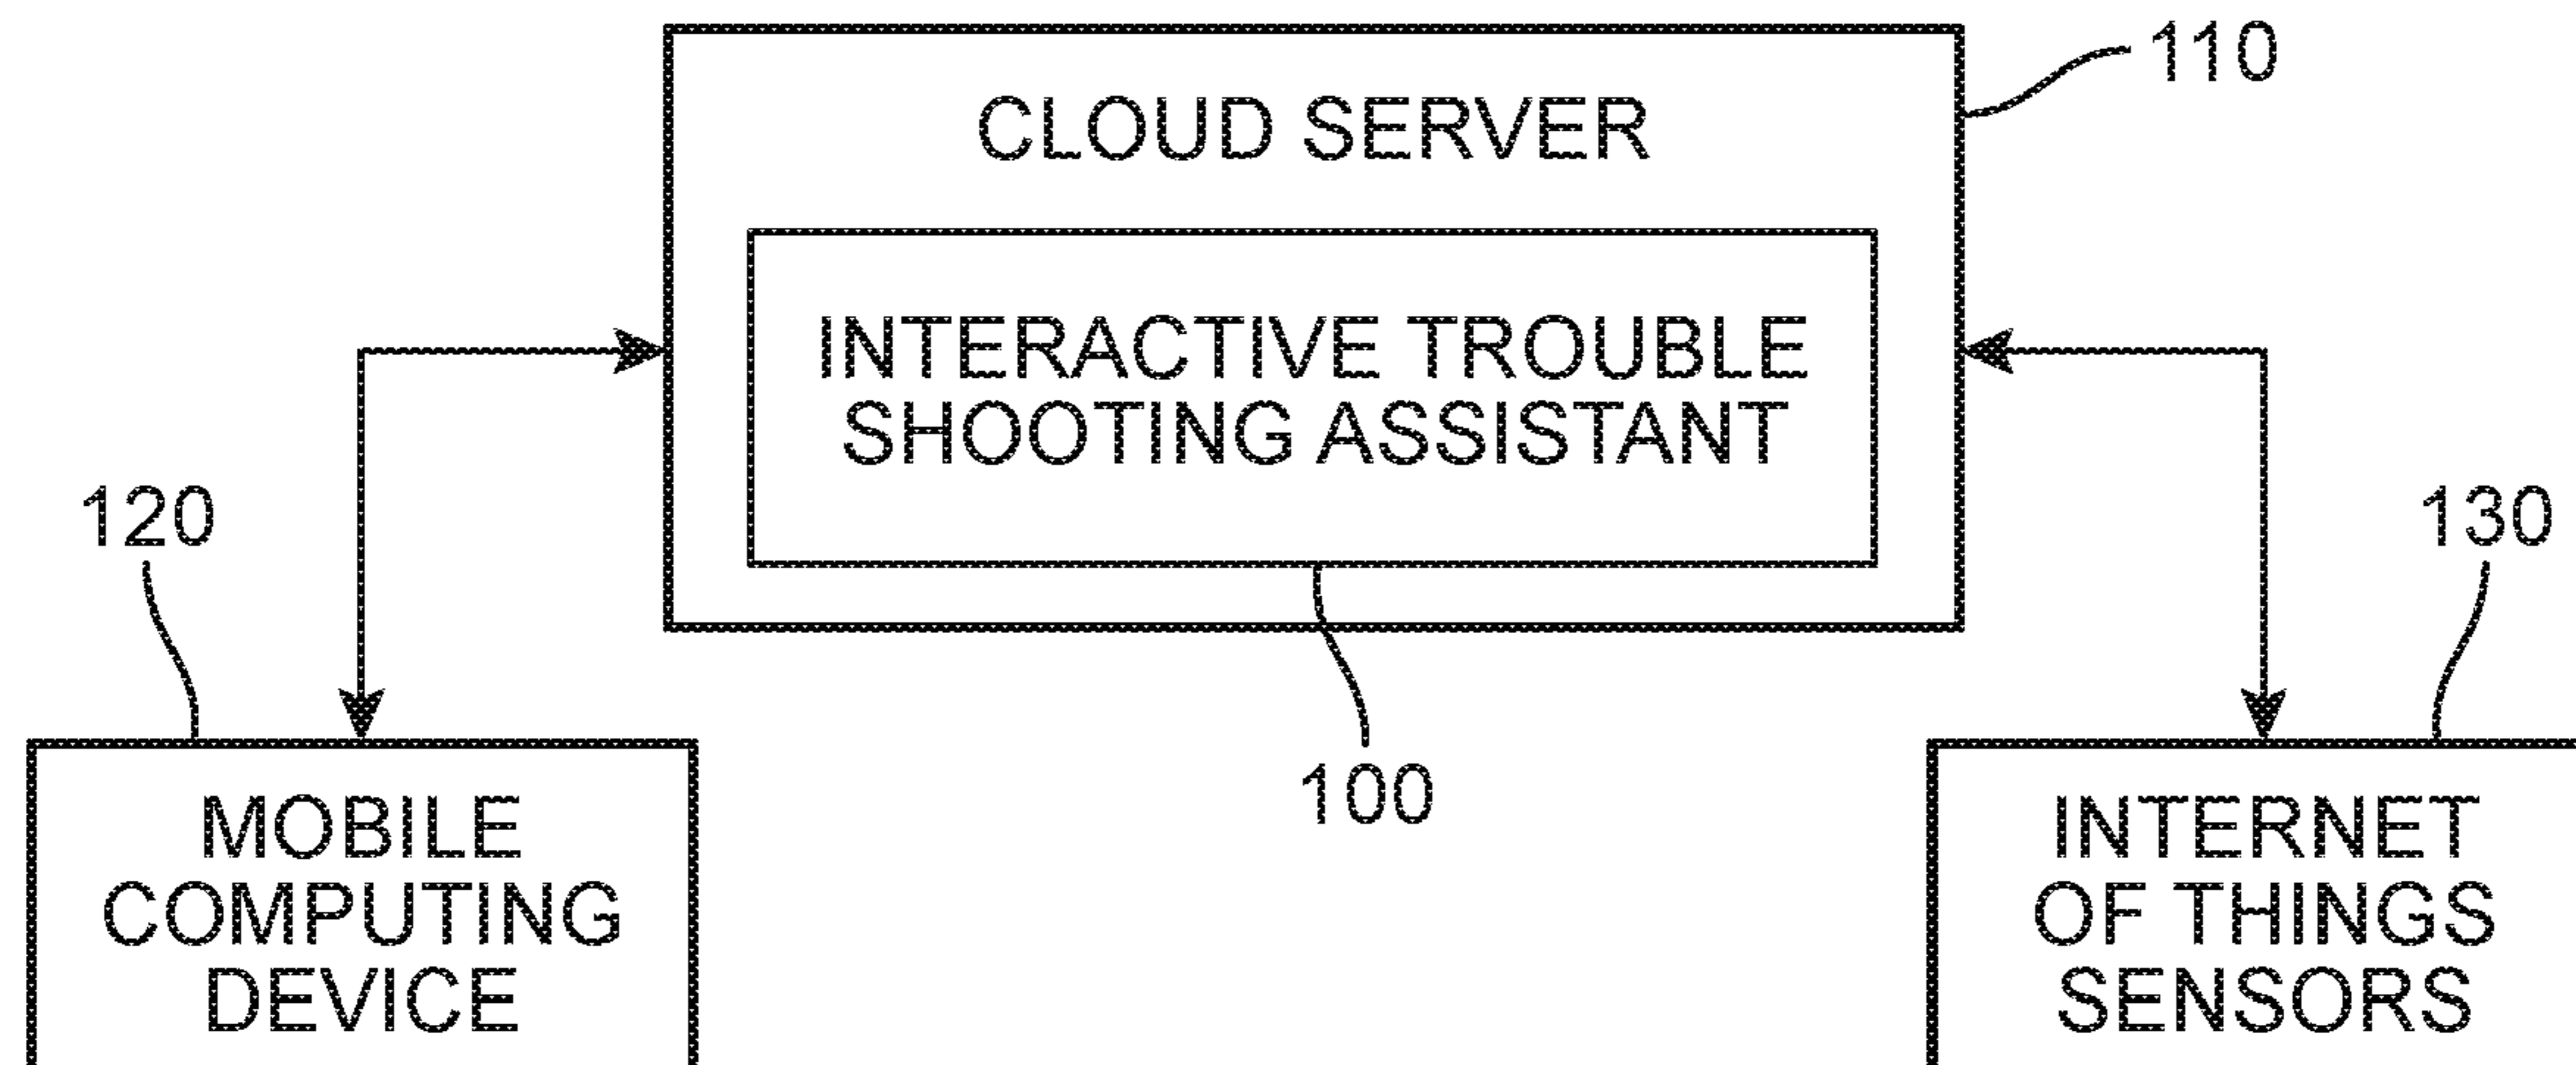 110
CLOUD SERVER
INTERACTIVE TROUBLE
SHOOTING ASSISTANT
120
130
100
MOBILE
COMPUTING
DEVICE
INTERNET
OF THINGS
SENSORS